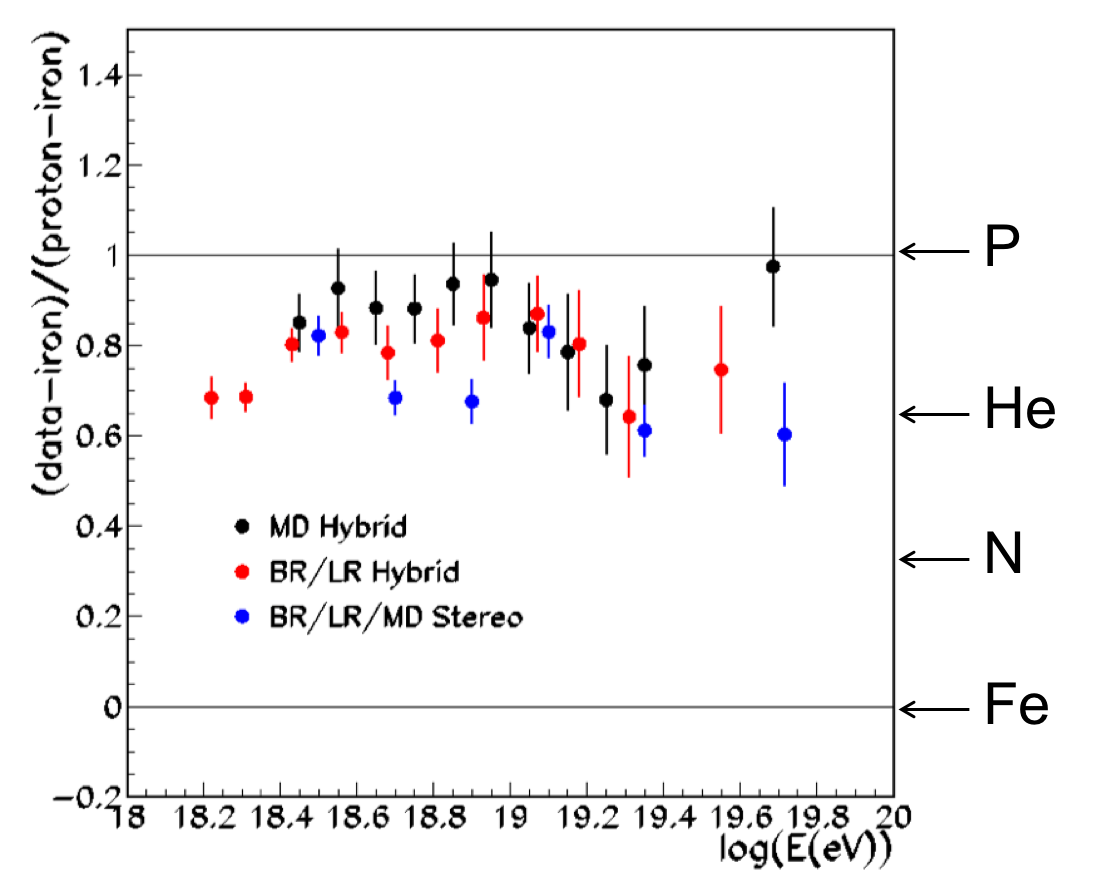 (data−iron)/(proton−iron)
1.4
1.2
1
0.8
0.6
0.4
0.2
0
−0.2
P
He
N
Fe
MD Hybrid
BR/LR Hybrid
BR/LR/MD Stereo
18 18.2 18.4 18.6 18.8 19 19.2 19.4 19.6 19.8 20
log(E(eV))